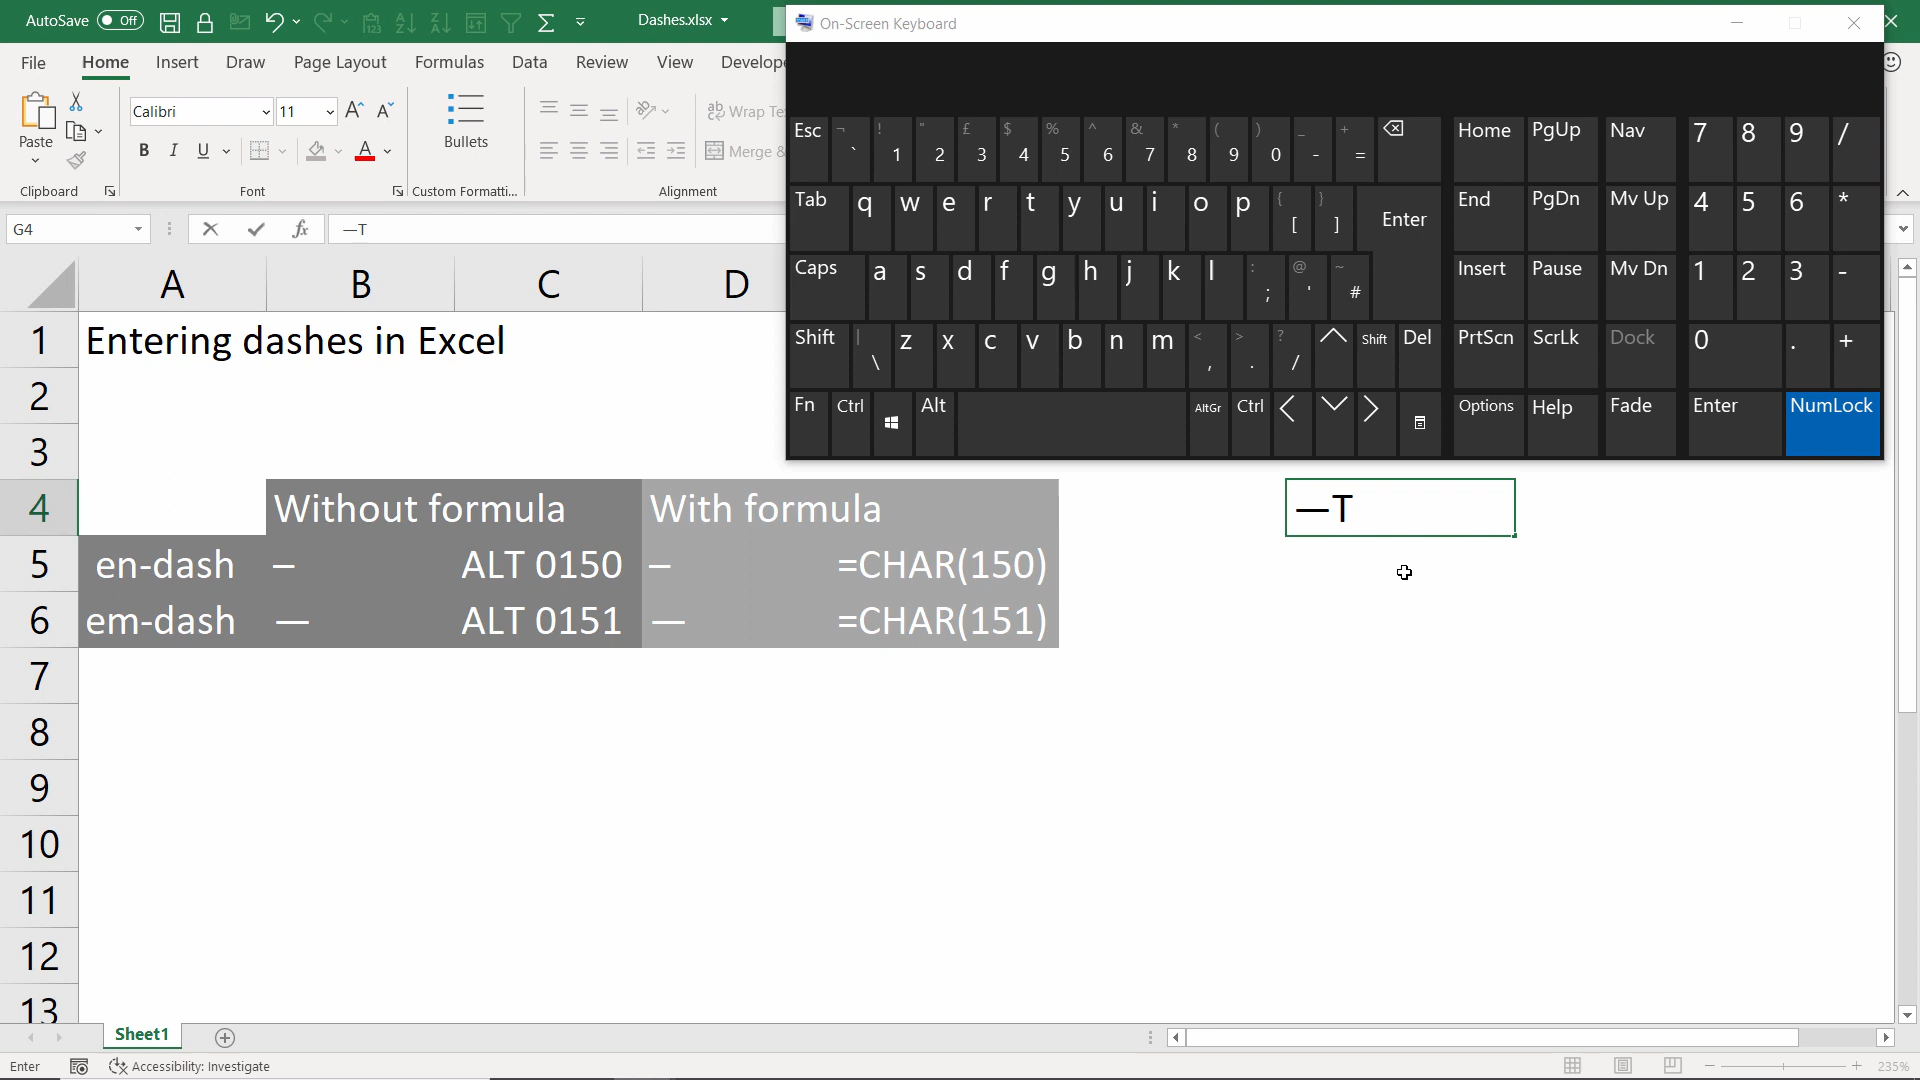 AutoSave Off Dashes.xlsx On-Screen Keyboard
File Home Insert Draw Page Layout Formulas Data Review View Develope
Paste Calibri 11 Bullets ab Wrap Te
B I U A Merge &
Clipboard Font Custom Formatti... Alignment
Esc ¬ ` ! 1 " 2 £ 3 $ 4 % 5 ^ 6 & 7 * 8 ( 9 ) 0 _ - + = Home PgUp Nav 7 8 9 /
Tab q w e r t y u i o p { [ } ] Enter End PgDn Mv Up 4 5 6 *
Caps a s d f g h j k l : ; @ ' ~ # Insert Pause Mv Dn 1 2 3 -
Shift | \ z x c v b n m < , > . ? / Shift Del PrtScn ScrLk Dock 0 . +
Fn Ctrl Alt AltGr Ctrl Options Help Fade Enter NumLock
G4 fx —T
A B C D
1 Entering dashes in Excel
2
3
4 Without formula With formula —T
5 en-dash – ALT 0150 – =CHAR(150)
6 em-dash — ALT 0151 — =CHAR(151)
7
8
9
10
11
12
13
Sheet1
Enter Accessibility: Investigate 235%